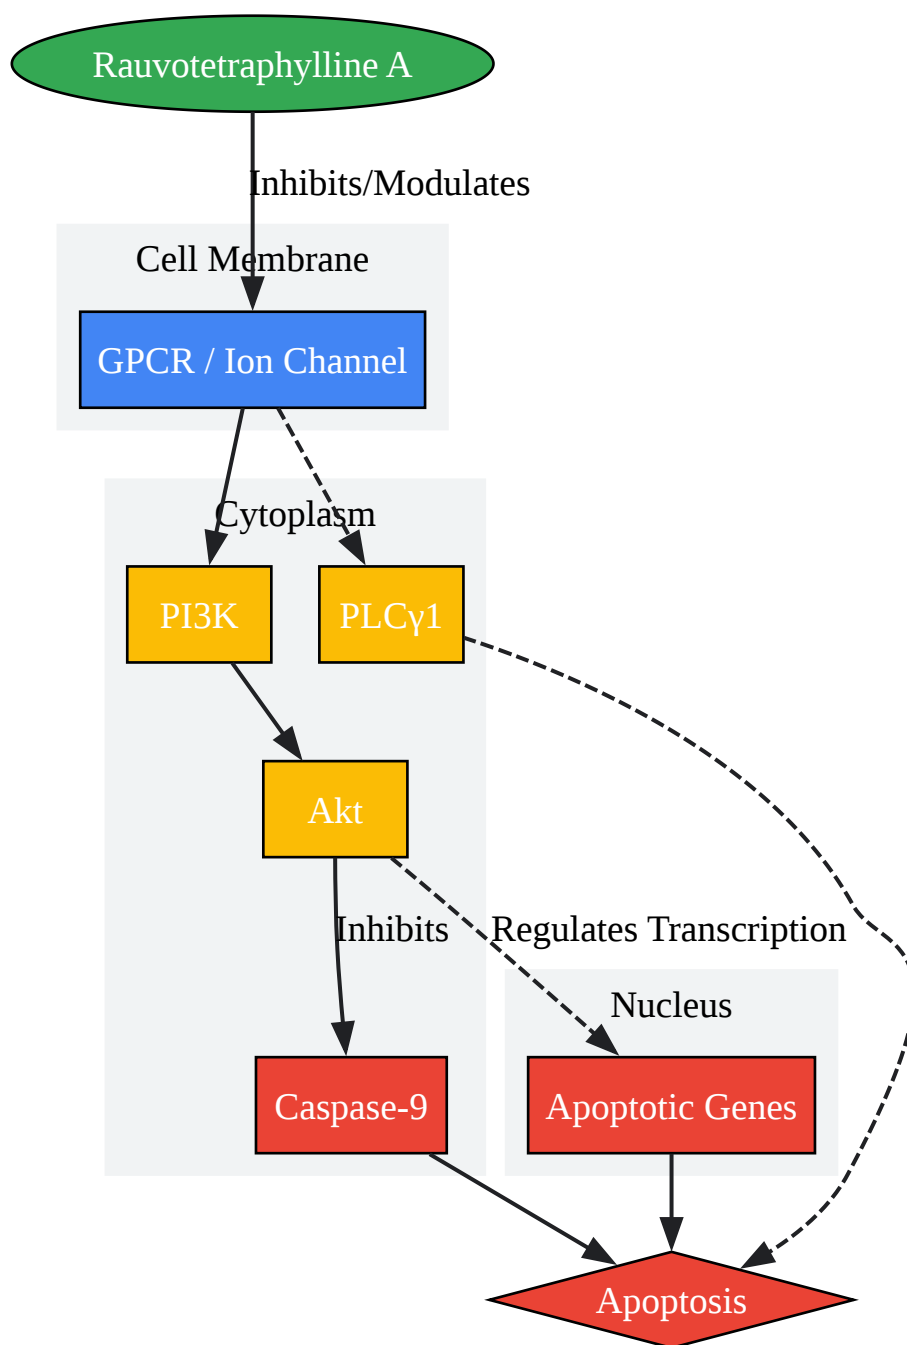 Rauvotetraphylline A
Inhibits/Modulates
Cell Membrane
GPCR / Ion Channel
Cytoplasm
PI3K
PLCγ1
Akt
Inhibits
Regulates Transcription
Nucleus
Caspase-9
Apoptotic Genes
Apoptosis